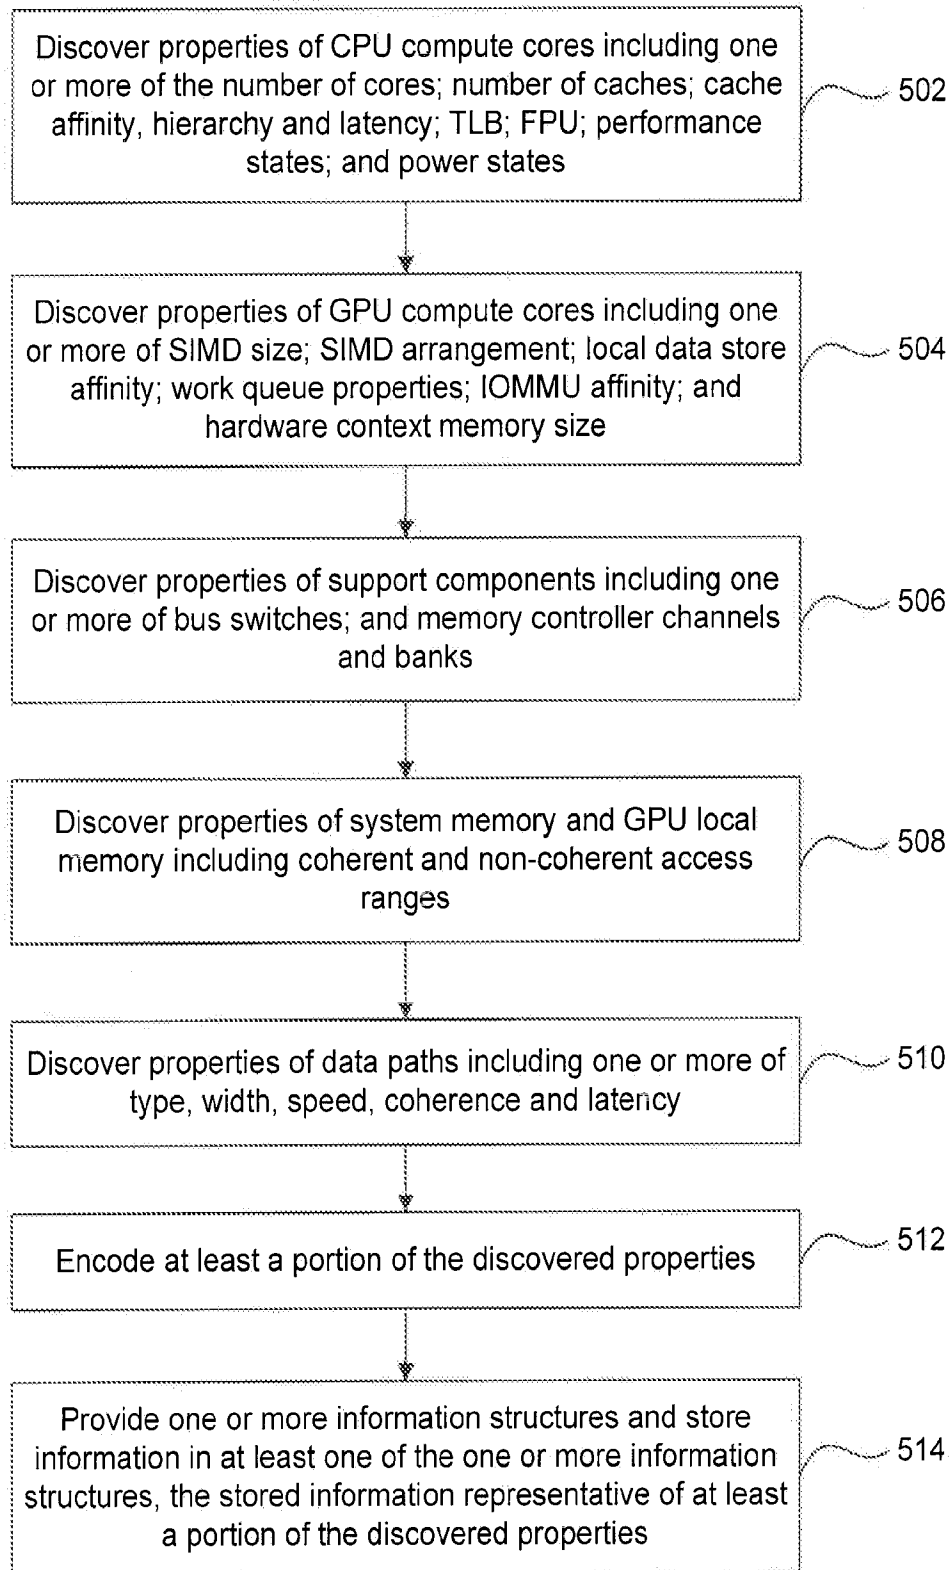 Discover properties of CPU compute cores including one
or more of the number of cores; number of caches; cache
affinity, hierarchy and latency; TLB; FPU; performance
states; and power states
502
Discover properties of GPU compute cores including one
or more of SIMD size; SIMD arrangement; local data store
affinity; work queue properties; IOMMU affinity; and
hardware context memory size
504
Discover properties of support components including one
or more of bus switches; and memory controller channels
and banks
506
Discover properties of system memory and GPU local
memory including coherent and non-coherent access
ranges
508
Discover properties of data paths including one or more of
type, width, speed, coherence and latency
510
Encode at least a portion of the discovered properties
512
Provide one or more information structures and store
information in at least one of the one or more information
structures, the stored information representative of at least
a portion of the discovered properties
514